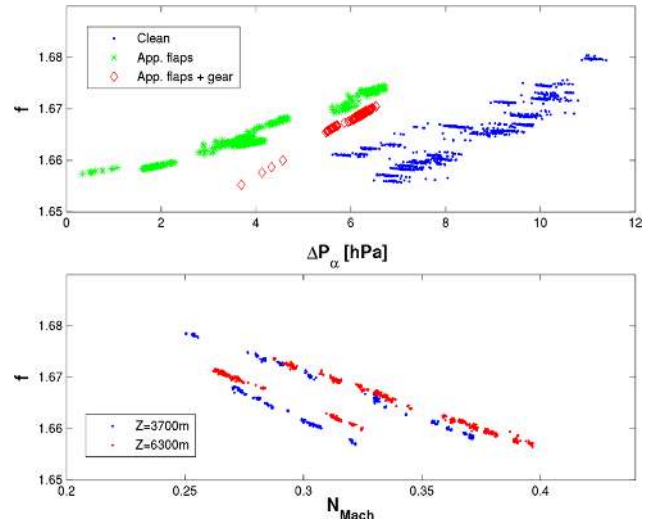 Clean
App. flaps
App. flaps + gear
1.68
1.67
1.66
1.65
f
0 2 4 6 8 10 12
ΔPα [hPa]
1.68
1.67
1.66
1.65
f
Z=3700m
Z=6300m
0.2 0.25 0.3 0.35 0.4
NMach